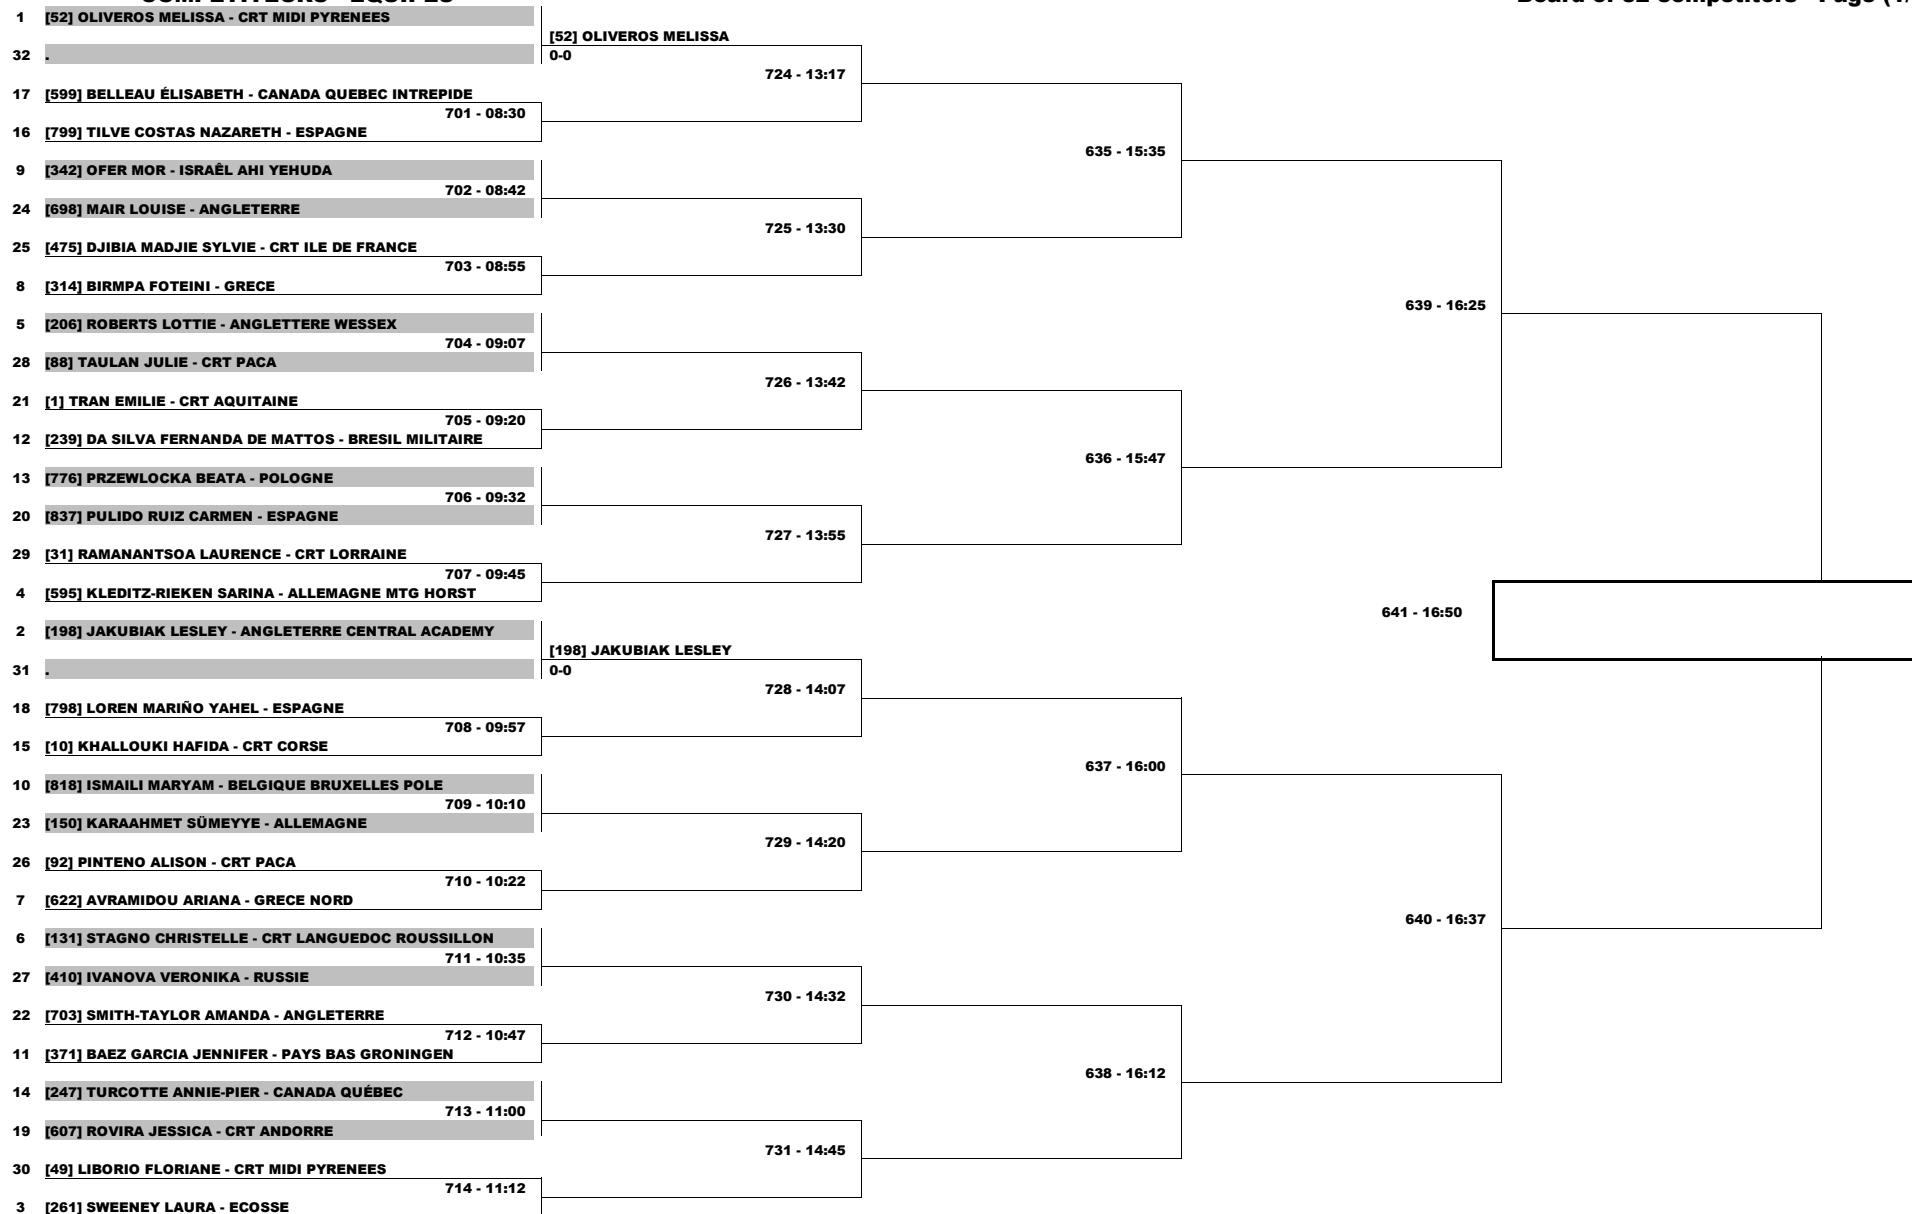 1 [52] OLIVEROS MELISSA - CRT MIDI PYRENEES
[52] OLIVEROS MELISSA
32 .
0-0
724 - 13:17
17 [599] BELLEAU ÉLISABETH - CANADA QUEBEC INTREPIDE
701 - 08:30
16 [799] TILVE COSTAS NAZARETH - ESPAGNE
635 - 15:35
9 [342] OFER MOR - ISRAÊL AHI YEHUDA
702 - 08:42
24 [698] MAIR LOUISE - ANGLETERRE
725 - 13:30
25 [475] DJIBIA MADJIE SYLVIE - CRT ILE DE FRANCE
703 - 08:55
8 [314] BIRMPA FOTEINI - GRECE
639 - 16:25
5 [206] ROBERTS LOTTIE - ANGLETTERE WESSEX
704 - 09:07
28 [88] TAULAN JULIE - CRT PACA
726 - 13:42
21 [1] TRAN EMILIE - CRT AQUITAINE
705 - 09:20
12 [239] DA SILVA FERNANDA DE MATTOS - BRESIL MILITAIRE
636 - 15:47
13 [776] PRZEWLOCKA BEATA - POLOGNE
706 - 09:32
20 [837] PULIDO RUIZ CARMEN - ESPAGNE
727 - 13:55
29 [31] RAMANANTSOA LAURENCE - CRT LORRAINE
707 - 09:45
4 [595] KLEDITZ-RIEKEN SARINA - ALLEMAGNE MTG HORST
641 - 16:50
2 [198] JAKUBIAK LESLEY - ANGLETERRE CENTRAL ACADEMY
[198] JAKUBIAK LESLEY
31 .
0-0
728 - 14:07
18 [798] LOREN MARIÑO YAHEL - ESPAGNE
708 - 09:57
15 [10] KHALLOUKI HAFIDA - CRT CORSE
637 - 16:00
10 [818] ISMAILI MARYAM - BELGIQUE BRUXELLES POLE
709 - 10:10
23 [150] KARAAHMET SÜMEYYE - ALLEMAGNE
729 - 14:20
26 [92] PINTENO ALISON - CRT PACA
710 - 10:22
7 [622] AVRAMIDOU ARIANA - GRECE NORD
640 - 16:37
6 [131] STAGNO CHRISTELLE - CRT LANGUEDOC ROUSSILLON
711 - 10:35
27 [410] IVANOVA VERONIKA - RUSSIE
730 - 14:32
22 [703] SMITH-TAYLOR AMANDA - ANGLETERRE
712 - 10:47
11 [371] BAEZ GARCIA JENNIFER - PAYS BAS GRONINGEN
638 - 16:12
14 [247] TURCOTTE ANNIE-PIER - CANADA QUÉBEC
713 - 11:00
19 [607] ROVIRA JESSICA - CRT ANDORRE
731 - 14:45
30 [49] LIBORIO FLORIANE - CRT MIDI PYRENEES
714 - 11:12
3 [261] SWEENEY LAURA - ECOSSE